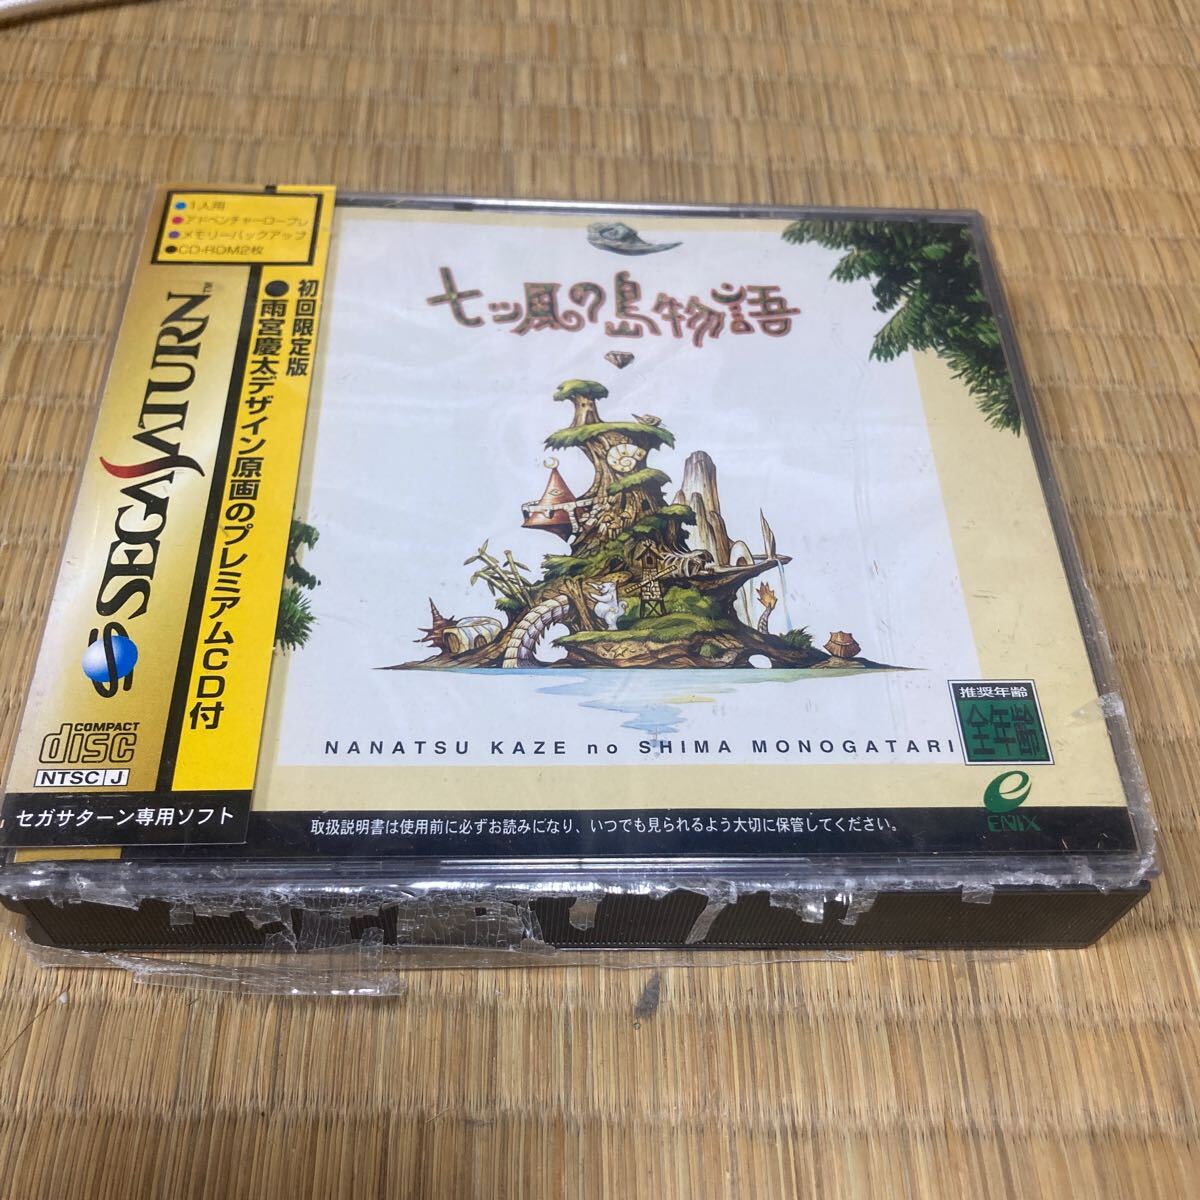 ●1人用
●アドベンチャーロープレ
●メモリーバックアップ
●CD-ROM2枚
SEGA SATURN
TM
初回限定版
●雨宮慶太デザイン原画のプレミアムCD付
COMPACT
disc
NTSC J
セガサターン専用ソフト
七ツ風の島物語
NANATSU KAZE no SHIMA MONOGATARI
推奨年齢
全年齢
ENIX
取扱説明書は使用前に必ずお読みになり、いつでも見られるよう大切に保管してください。